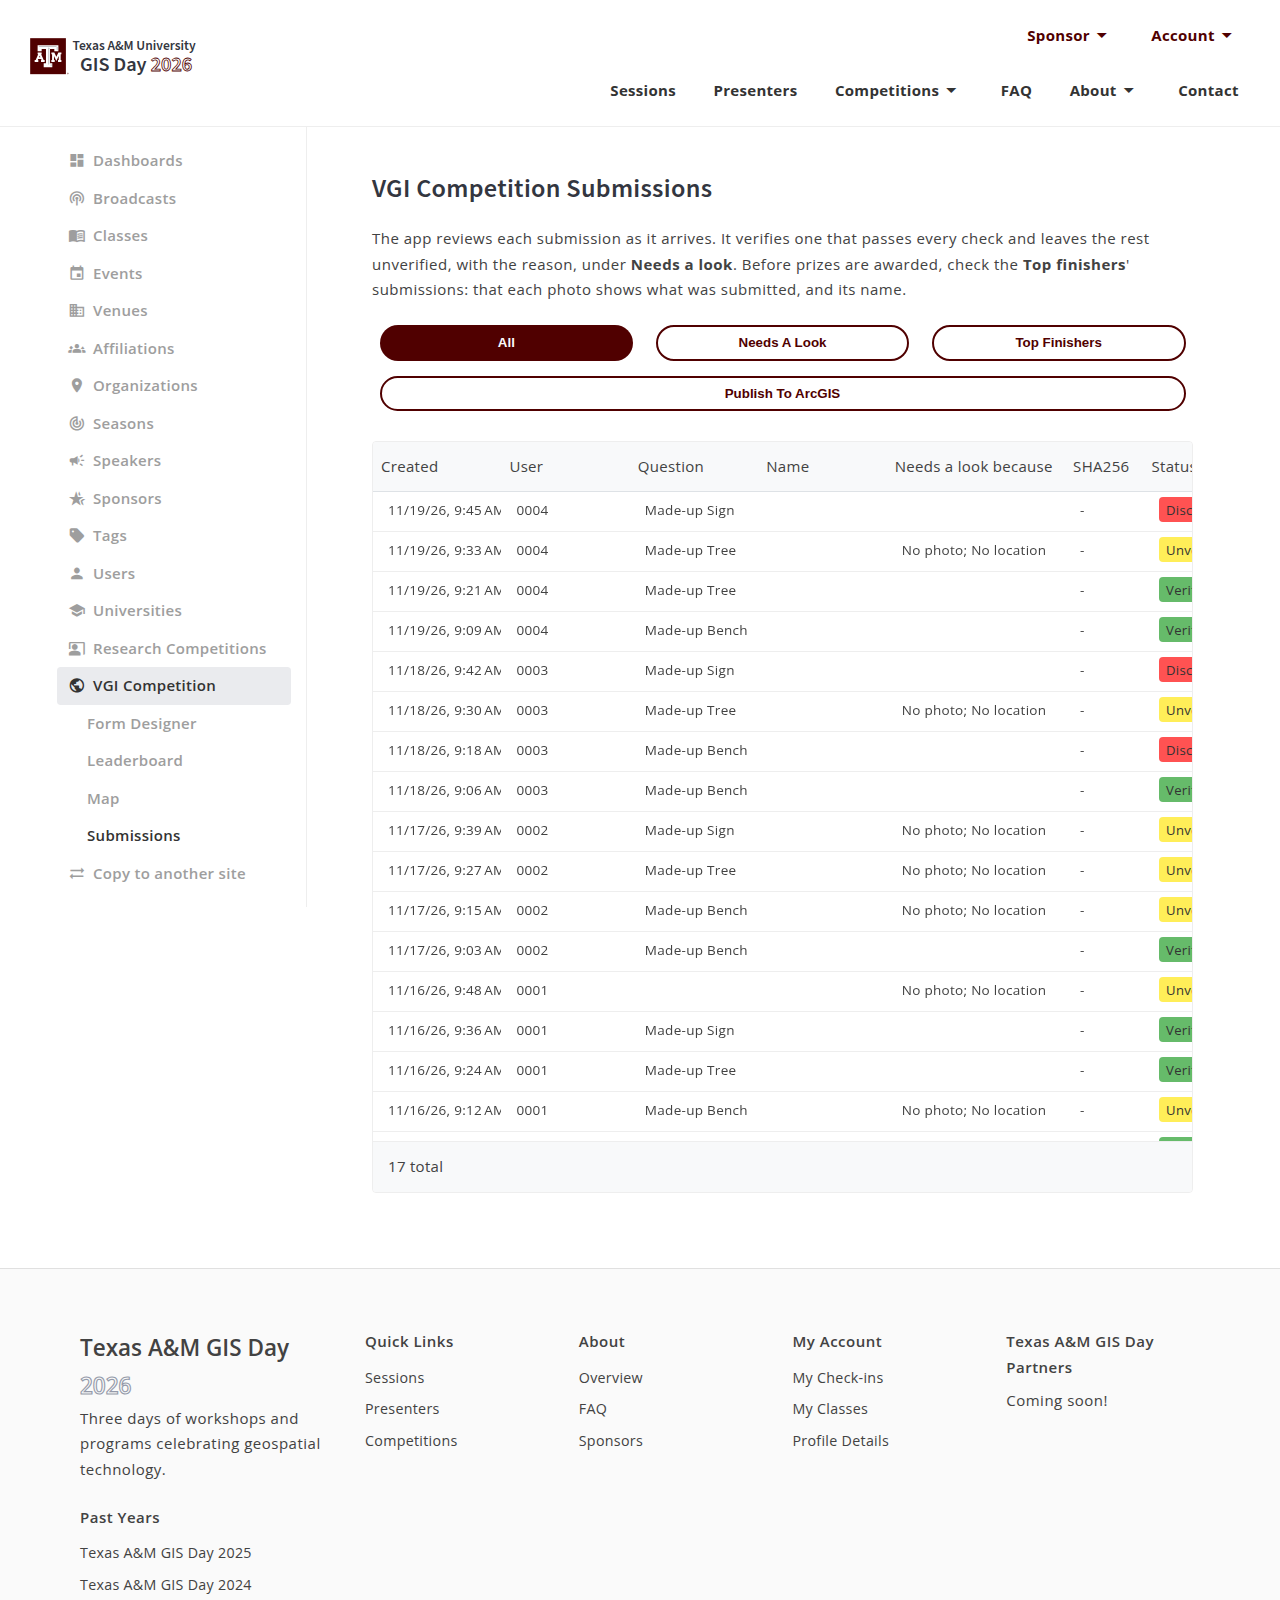 Texas A&M University
GIS Day 2026
Sponsor
Account
Sessions
Presenters
Competitions
FAQ
About
Contact
Dashboards
Broadcasts
Classes
Events
Venues
Affiliations
Organizations
Seasons
Speakers
Sponsors
Tags
Users
Universities
Research Competitions
VGI Competition
Form Designer
Leaderboard
Map
Submissions
Copy to another site
VGI Competition Submissions
The app reviews each submission as it arrives. It verifies one that passes every check and leaves the rest
unverified, with the reason, under Needs a look. Before prizes are awarded, check the Top finishers'
submissions: that each photo shows what was submitted, and its name.
All
Needs A Look
Top Finishers
Publish To ArcGIS
Created User Question Name Needs a look because SHA256 Status
11/19/26, 9:45 AM 0004 Made-up Sign - Disc
11/19/26, 9:33 AM 0004 Made-up Tree No photo; No location - Unv
11/19/26, 9:21 AM 0004 Made-up Tree - Veri
11/19/26, 9:09 AM 0004 Made-up Bench - Veri
11/18/26, 9:42 AM 0003 Made-up Sign - Disc
11/18/26, 9:30 AM 0003 Made-up Tree No photo; No location - Unv
11/18/26, 9:18 AM 0003 Made-up Bench - Disc
11/18/26, 9:06 AM 0003 Made-up Bench - Veri
11/17/26, 9:39 AM 0002 Made-up Sign No photo; No location - Unv
11/17/26, 9:27 AM 0002 Made-up Tree No photo; No location - Unv
11/17/26, 9:15 AM 0002 Made-up Bench No photo; No location - Unv
11/17/26, 9:03 AM 0002 Made-up Bench - Veri
11/16/26, 9:48 AM 0001 No photo; No location - Unv
11/16/26, 9:36 AM 0001 Made-up Sign - Veri
11/16/26, 9:24 AM 0001 Made-up Tree - Veri
11/16/26, 9:12 AM 0001 Made-up Bench No photo; No location - Unv
17 total
Texas A&M GIS Day
2026
Three days of workshops and
programs celebrating geospatial
technology.
Past Years
Texas A&M GIS Day 2025
Texas A&M GIS Day 2024
Quick Links
Sessions
Presenters
Competitions
About
Overview
FAQ
Sponsors
My Account
My Check-ins
My Classes
Profile Details
Texas A&M GIS Day
Partners
Coming soon!